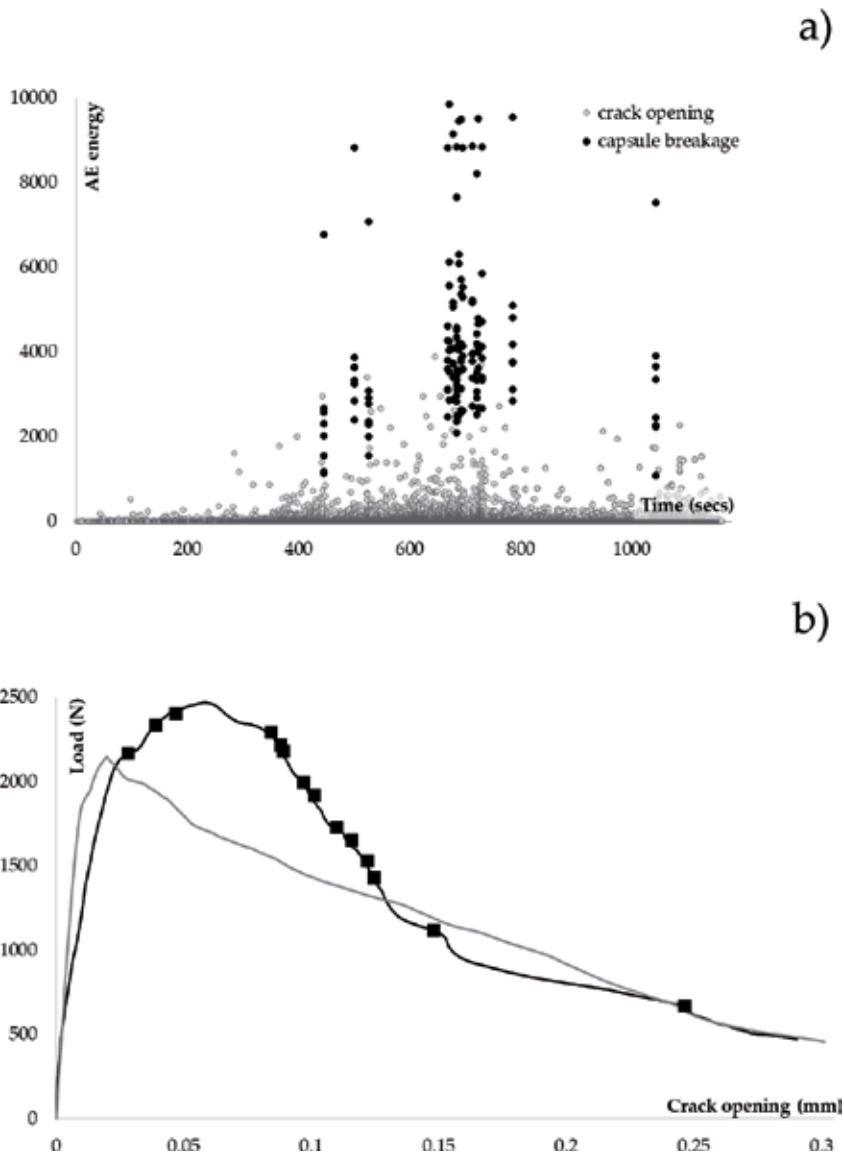 a)
10000
AE energy
crack opening
capsule breakage
8000
6000
4000
2000
Time (secs)
0
0 200 400 600 800 1000
b)
2500
Load (N)
2000
1500
1000
500
Crack opening (mm)
0
0 0.05 0.1 0.15 0.2 0.25 0.3